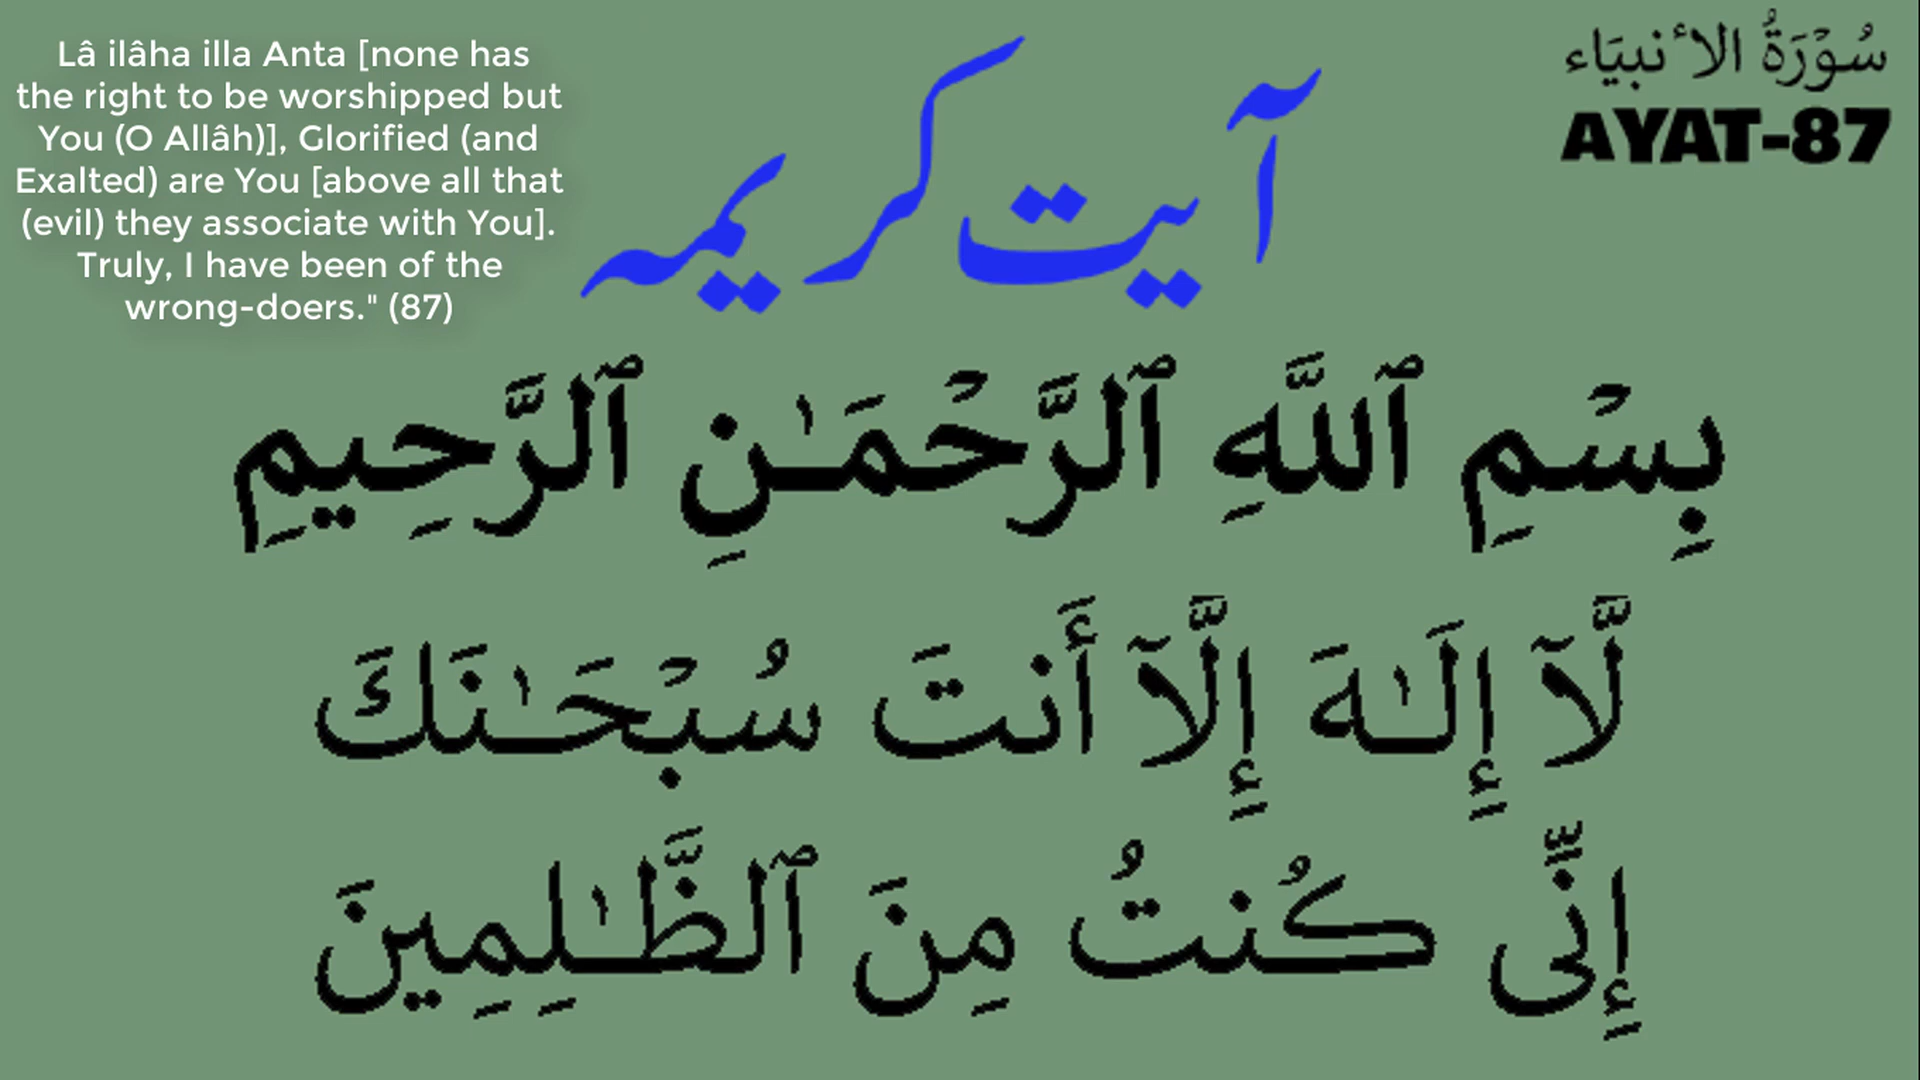 Lâ ilâha illa Anta [none has
the right to be worshipped but
You (O Allâh)], Glorified (and
Exalted) are You [above all that
(evil) they associate with You].
Truly, I have been of the
wrong-doers." (87)
آیت کریمہ
سُوْرَةُ الأنبيَاء
AYAT-87
بِسْمِ ٱللَّهِ ٱلرَّحْمَـٰنِ ٱلرَّحِيمِ
لَّآ إِلَـٰهَ إِلَّآ أَنتَ سُبْحَـٰنَكَ
إِنِّى كُنتُ مِنَ ٱلظَّـٰلِمِينَ